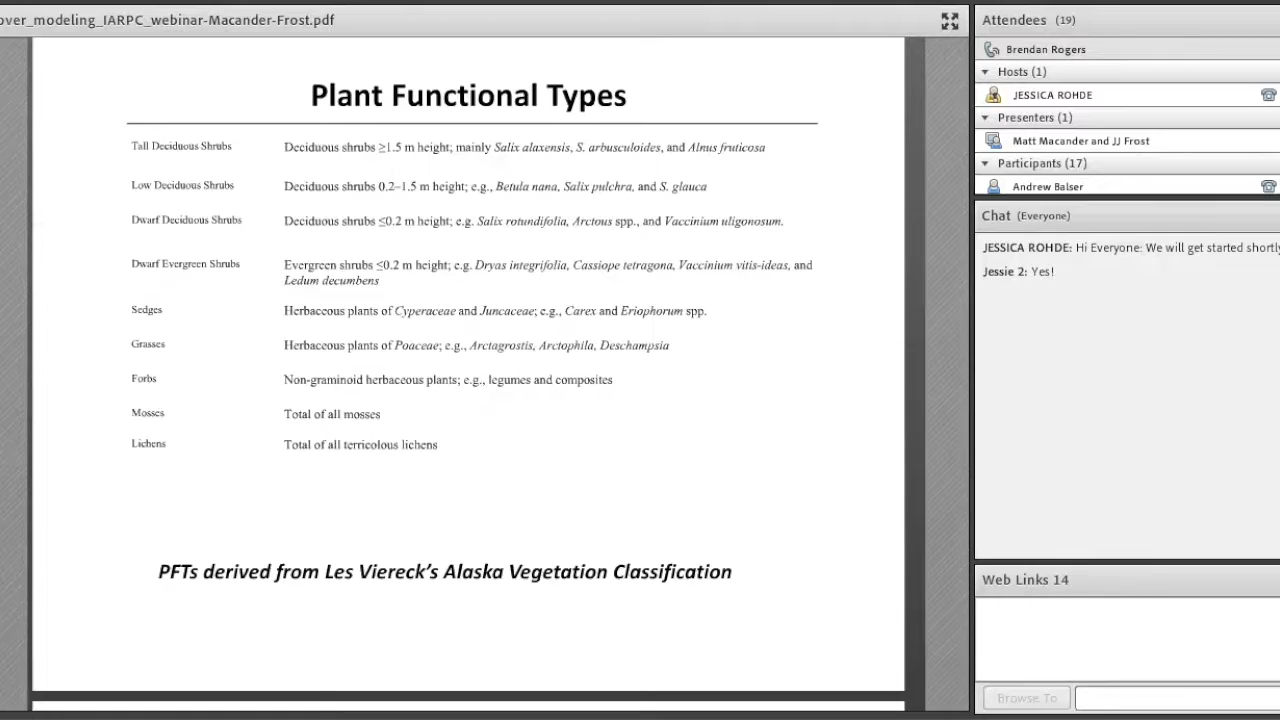 over_modeling_IARPC_webinar-Macander-Frost.pdf
Plant Functional Types
Tall Deciduous Shrubs Deciduous shrubs ≥1.5 m height; mainly Salix alaxensis, S. arbusculoides, and Alnus fruticosa
Low Deciduous Shrubs Deciduous shrubs 0.2–1.5 m height; e.g., Betula nana, Salix pulchra, and S. glauca
Dwarf Deciduous Shrubs Deciduous shrubs ≤0.2 m height; e.g. Salix rotundifolia, Arctous spp., and Vaccinium uligonosum.
Dwarf Evergreen Shrubs Evergreen shrubs ≤0.2 m height; e.g. Dryas integrifolia, Cassiope tetragona, Vaccinium vitis-ideas, and
Ledum decumbens
Sedges Herbaceous plants of Cyperaceae and Juncaceae; e.g., Carex and Eriophorum spp.
Grasses Herbaceous plants of Poaceae; e.g., Arctagrostis, Arctophila, Deschampsia
Forbs Non-graminoid herbaceous plants; e.g., legumes and composites
Mosses Total of all mosses
Lichens Total of all terricolous lichens
PFTs derived from Les Viereck's Alaska Vegetation Classification
Attendees (19)
Brendan Rogers
Hosts (1)
JESSICA ROHDE
Presenters (1)
Matt Macander and JJ Frost
Participants (17)
Andrew Balser
Chat (Everyone)
JESSICA ROHDE: Hi Everyone: We will get started shortly
Jessie 2: Yes!
Web Links 14
Browse To